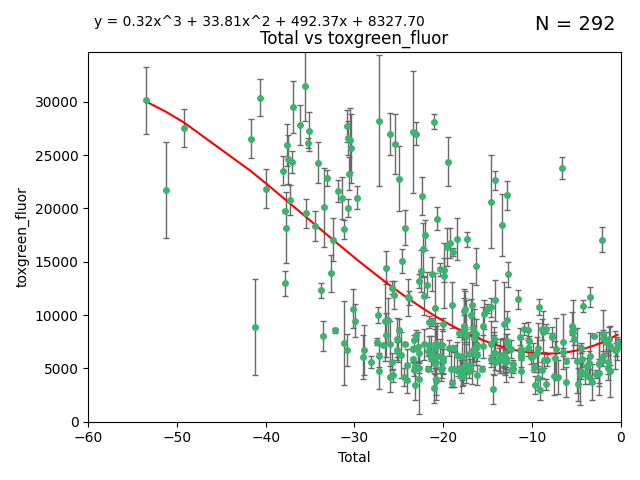 y = 0.32x^3 + 33.81x^2 + 492.37x + 8327.70
N = 292
Total vs toxgreen_fluor
30000
25000
20000
15000
10000
5000
0
toxgreen_fluor
−60
−50
−40
−30
−20
−10
0
Total